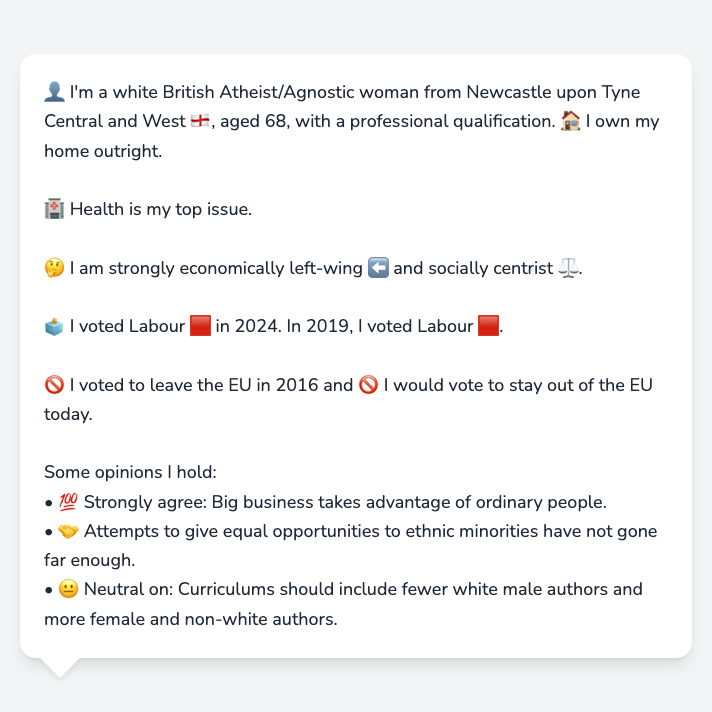 👤 I'm a white British Atheist/Agnostic woman from Newcastle upon Tyne
Central and West 🏴󠁧󠁢󠁥󠁮󠁧󠁿, aged 68, with a professional qualification. 🏠 I own my
home outright.
🏥 Health is my top issue.
🤔 I am strongly economically left-wing ⬅️ and socially centrist ⚖️.
🗳️ I voted Labour 🟥 in 2024. In 2019, I voted Labour 🟥.
🚫 I voted to leave the EU in 2016 and 🚫 I would vote to stay out of the EU
today.
Some opinions I hold:
• 💯 Strongly agree: Big business takes advantage of ordinary people.
• 🤝 Attempts to give equal opportunities to ethnic minorities have not gone
far enough.
• 😐 Neutral on: Curriculums should include fewer white male authors and
more female and non-white authors.